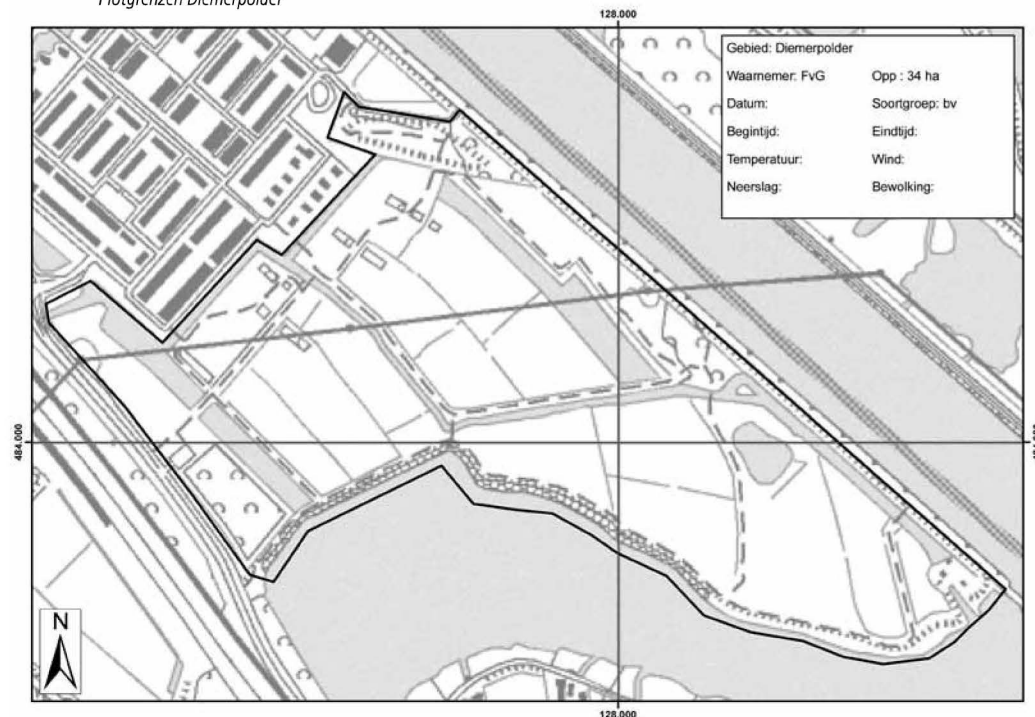 Plotgrenzen Diemerpolder
128.000
Gebied: Diemerpolder
Waarnemer: FvG Opp : 34 ha
Datum: Soortgroep: bv
Begintijd: Eindtijd:
Temperatuur: Wind:
Neerslag: Bewolking:
484.000
N
128.000